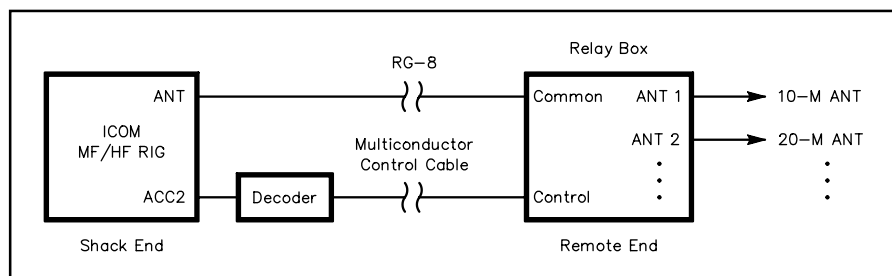 Relay Box
RG-8
ANT
Common
ANT 1
10-M ANT
ICOM
MF/HF RIG
ANT 2
20-M ANT
Multiconductor
Control Cable
ACC2
Decoder
Control
Shack End
Remote End